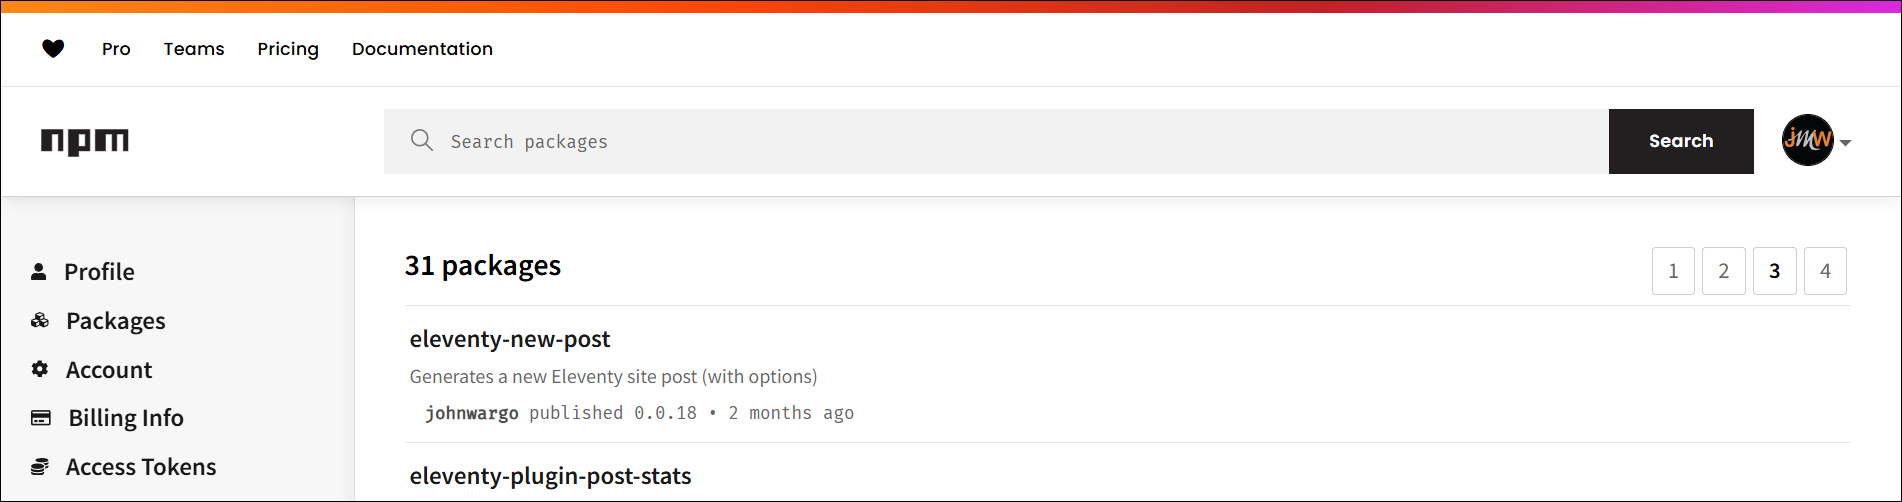 Pro Teams Pricing Documentation
npm Search packages Search JMW
Profile
Packages
Account
Billing Info
Access Tokens
31 packages 1 2 3 4
eleventy-new-post
Generates a new Eleventy site post (with options)
johnwargo published 0.0.18 • 2 months ago
eleventy-plugin-post-stats